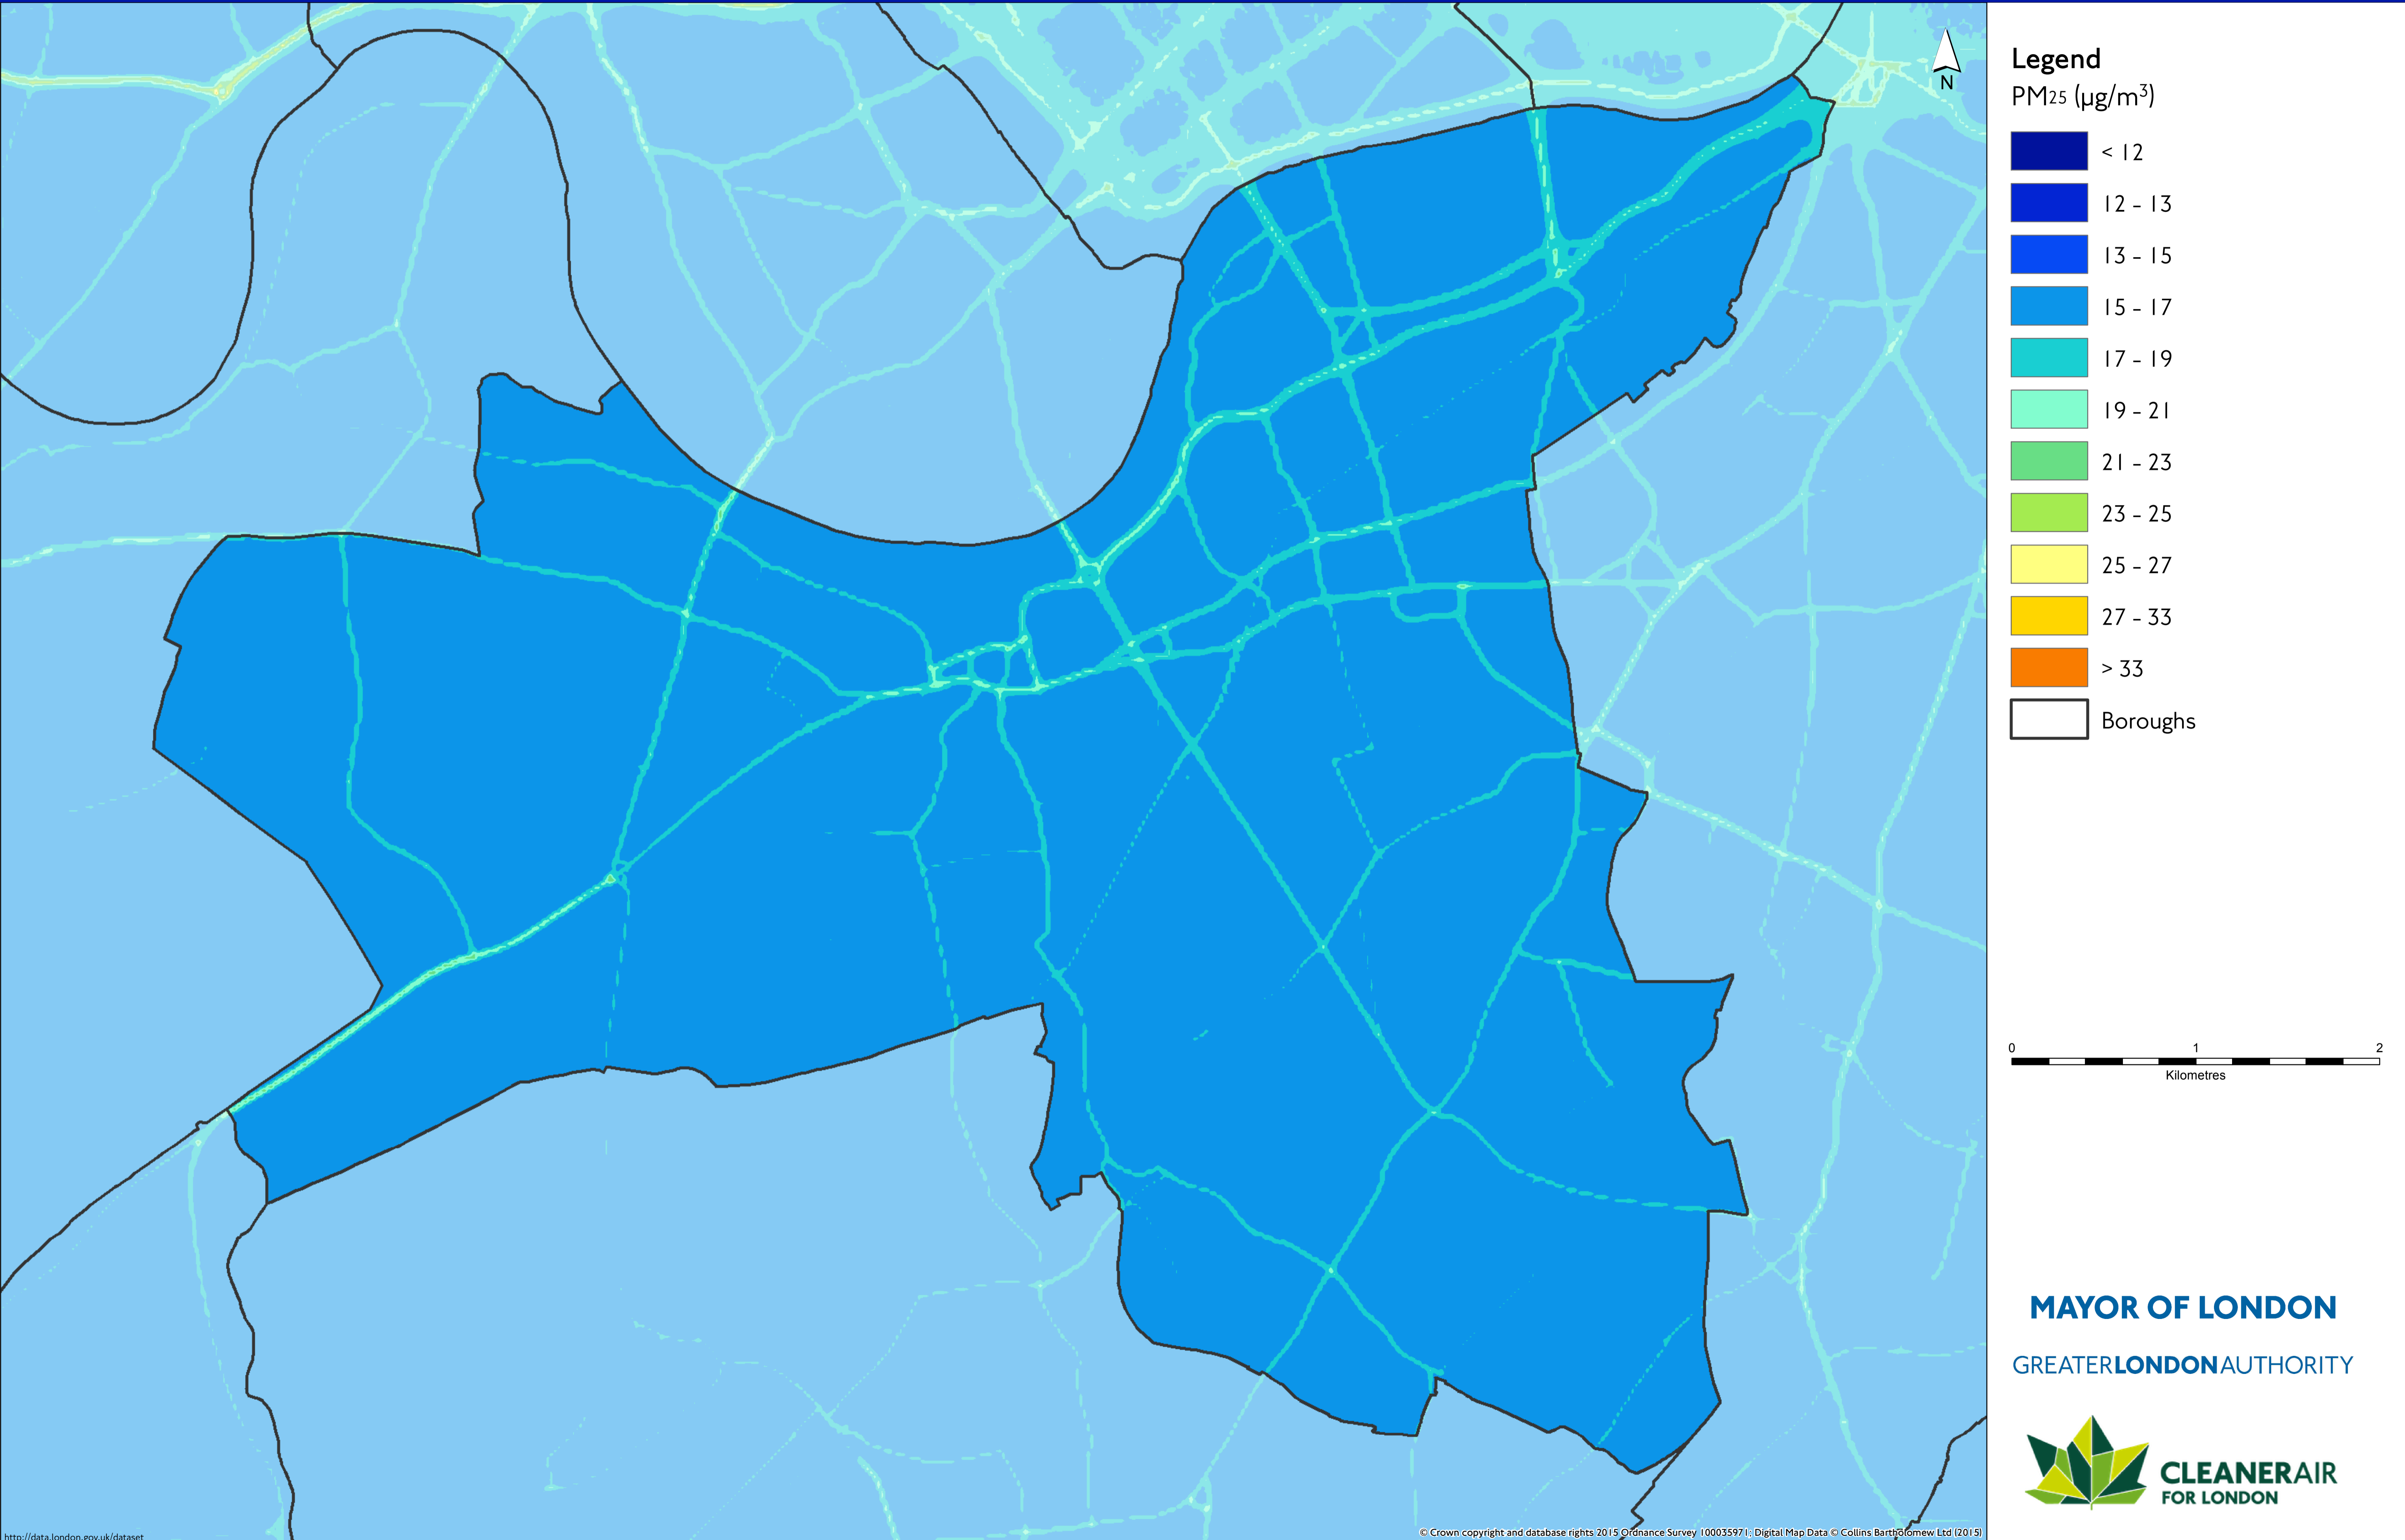 N
Legend
PM25 (µg/m³)
< 12
12 - 13
13 - 15
15 - 17
17 - 19
19 - 21
21 - 23
23 - 25
25 - 27
27 - 33
> 33
Boroughs
0 1 2
Kilometres
MAYOR OF LONDON
GREATERLONDONAUTHORITY
CLEANERAIR
FOR LONDON
http://data.london.gov.uk/dataset
© Crown copyright and database rights 2015 Ordnance Survey 100035971; Digital Map Data © Collins Bartholomew Ltd (2015)